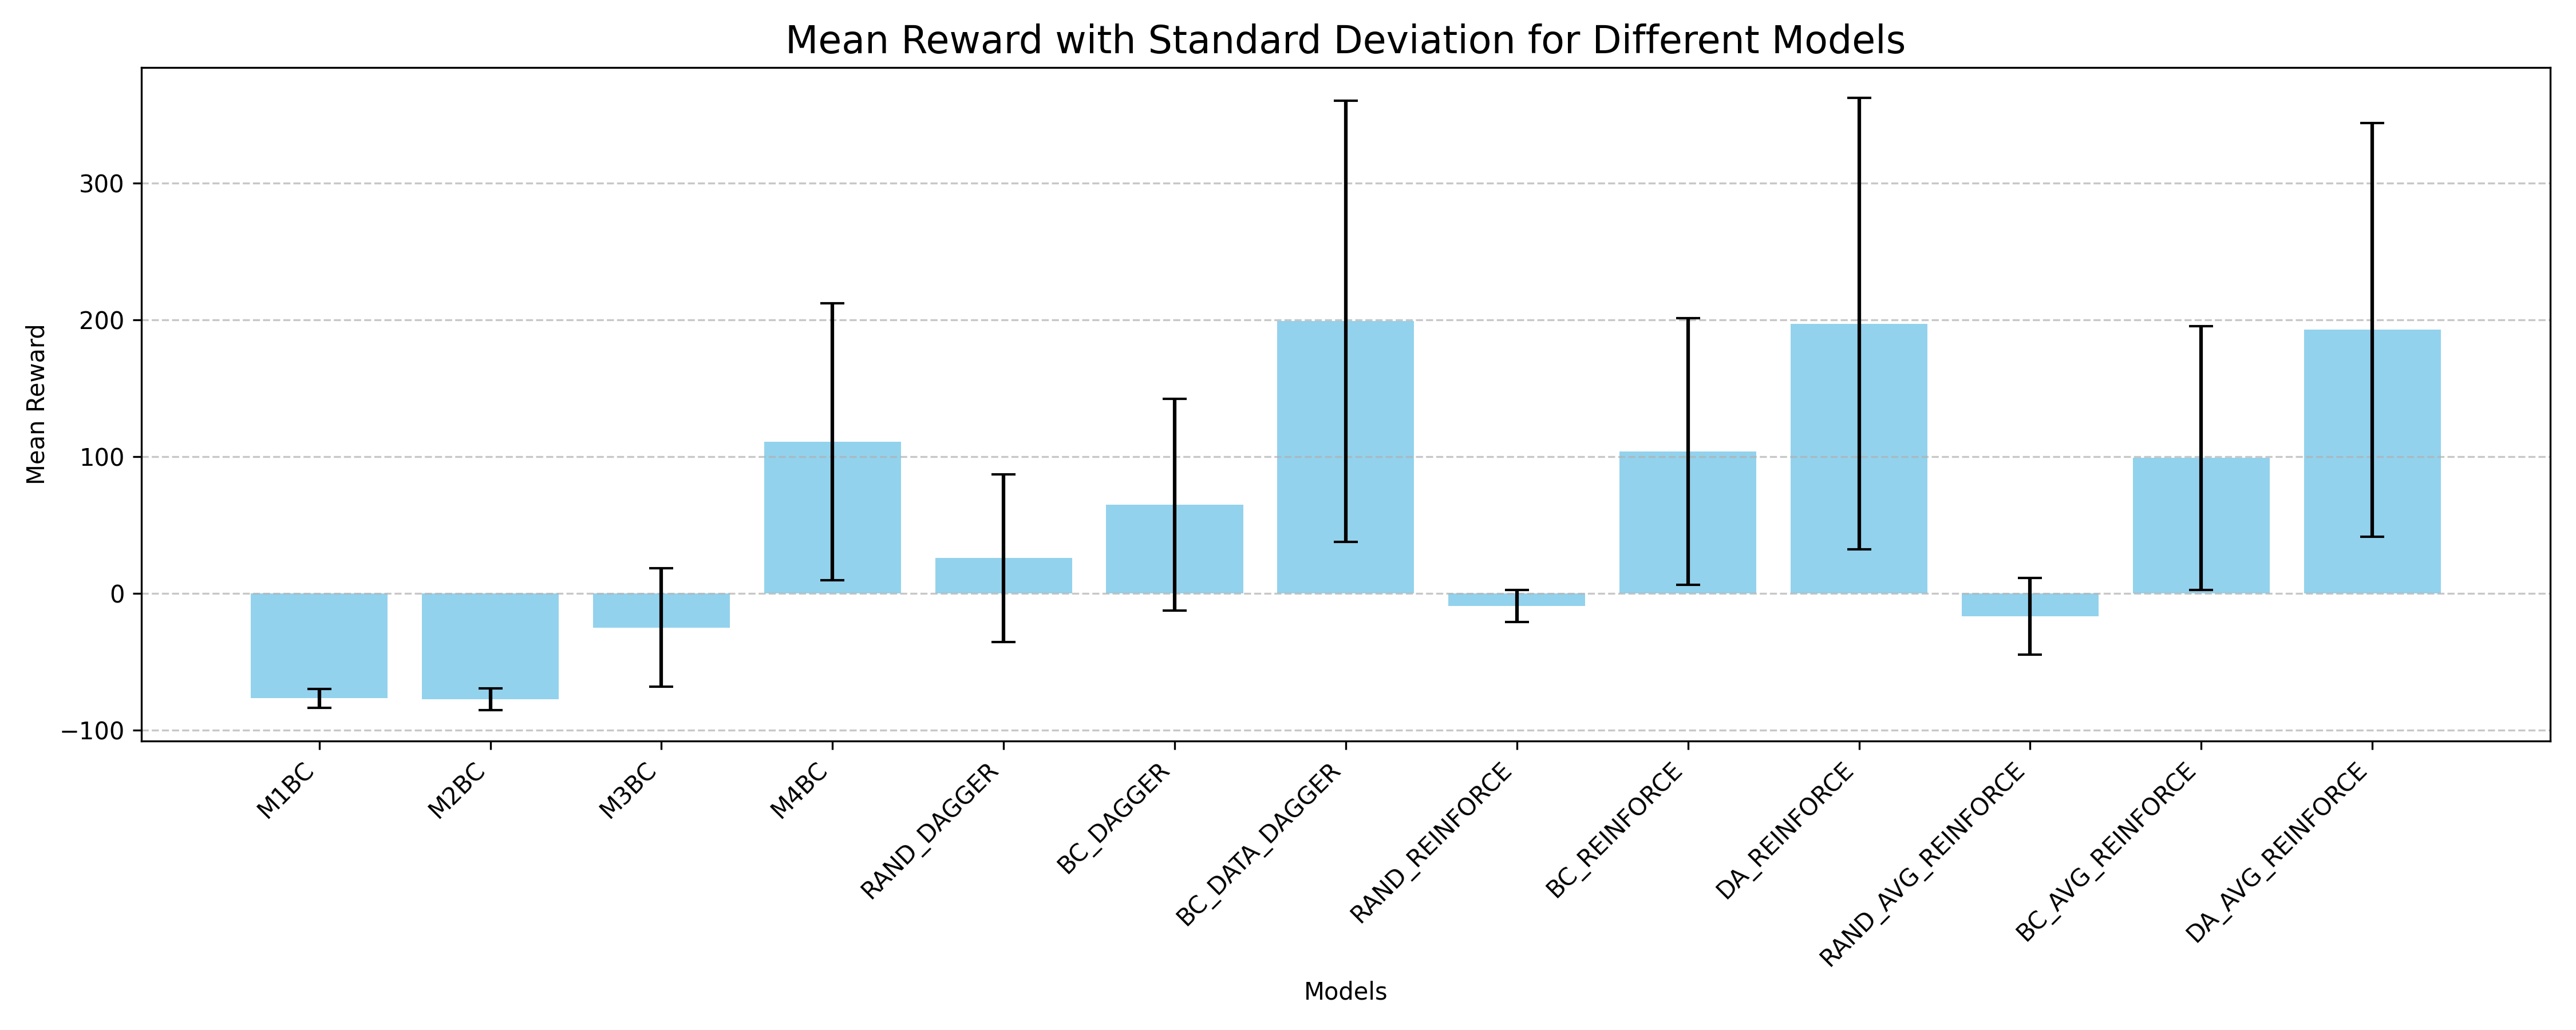 Mean Reward with Standard Deviation for Different Models
Mean Reward
300
200
100
0
−100
M1BC
M2BC
M3BC
M4BC
RAND_DAGGER
BC_DAGGER
BC_DATA_DAGGER
RAND_REINFORCE
BC_REINFORCE
DA_REINFORCE
RAND_AVG_REINFORCE
BC_AVG_REINFORCE
DA_AVG_REINFORCE
Models